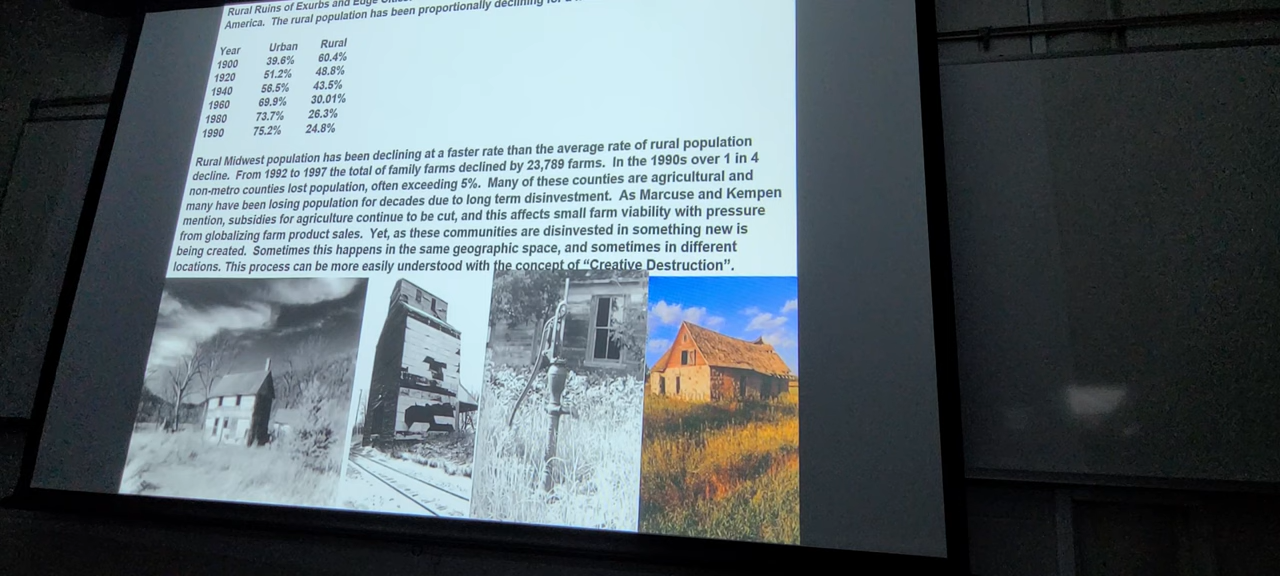 Rural Ruins of Exurbs and Edge
America. The rural population has been proportionally declining for
Year Urban Rural
1900 39.6% 60.4%
1920 51.2% 48.8%
1940 56.5% 43.5%
1960 69.9% 30.01%
1980 73.7% 26.3%
1990 75.2% 24.8%
Rural Midwest population has been declining at a faster rate than the average rate of rural population
decline. From 1992 to 1997 the total of family farms declined by 23,789 farms. In the 1990s over 1 in 4
non-metro counties lost population, often exceeding 5%. Many of these counties are agricultural and
many have been losing population for decades due to long term disinvestment. As Marcuse and Kempen
mention, subsidies for agriculture continue to be cut, and this affects small farm viability with pressure
from globalizing farm product sales. Yet, as these communities are disinvested in something new is
being created. Sometimes this happens in the same geographic space, and sometimes in different
locations. This process can be more easily understood with the concept of “Creative Destruction”.